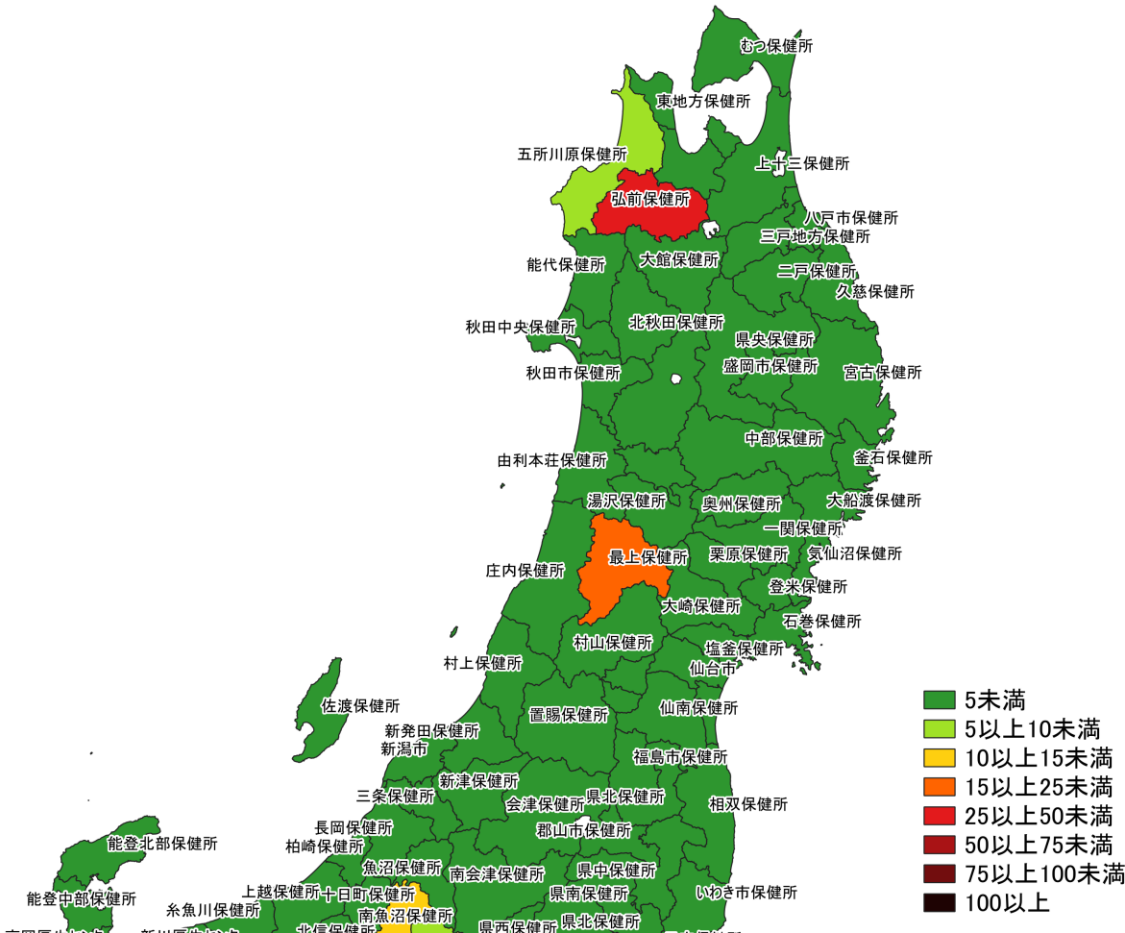 むつ保健所
東地方保健所
五所川原保健所
上十三保健所
弘前保健所
八戸市保健所
三戸地方保健所
能代保健所
大館保健所
二戸保健所
久慈保健所
秋田中央保健所
北秋田保健所
県央保健所
盛岡市保健所
秋田市保健所
宮古保健所
中部保健所
由利本荘保健所
釜石保健所
湯沢保健所
奥州保健所
大船渡保健所
一関保健所
最上保健所
栗原保健所
気仙沼保健所
庄内保健所
登米保健所
大崎保健所
石巻保健所
村山保健所
塩釜保健所
村上保健所
仙台市
佐渡保健所
置賜保健所
仙南保健所
新発田保健所
新潟市
福島市保健所
新津保健所
三条保健所
会津保健所
県北保健所
相双保健所
長岡保健所
郡山市保健所
柏崎保健所
魚沼保健所
南会津保健所
県中保健所
能登北部保健所
上越保健所
十日町保健所
県南保健所
いわき市保健所
能登中部保健所
糸魚川保健所
南魚沼保健所
県西保健所
県北保健所
北信保健所
5未満
5以上10未満
10以上15未満
15以上25未満
25以上50未満
50以上75未満
75以上100未満
100以上